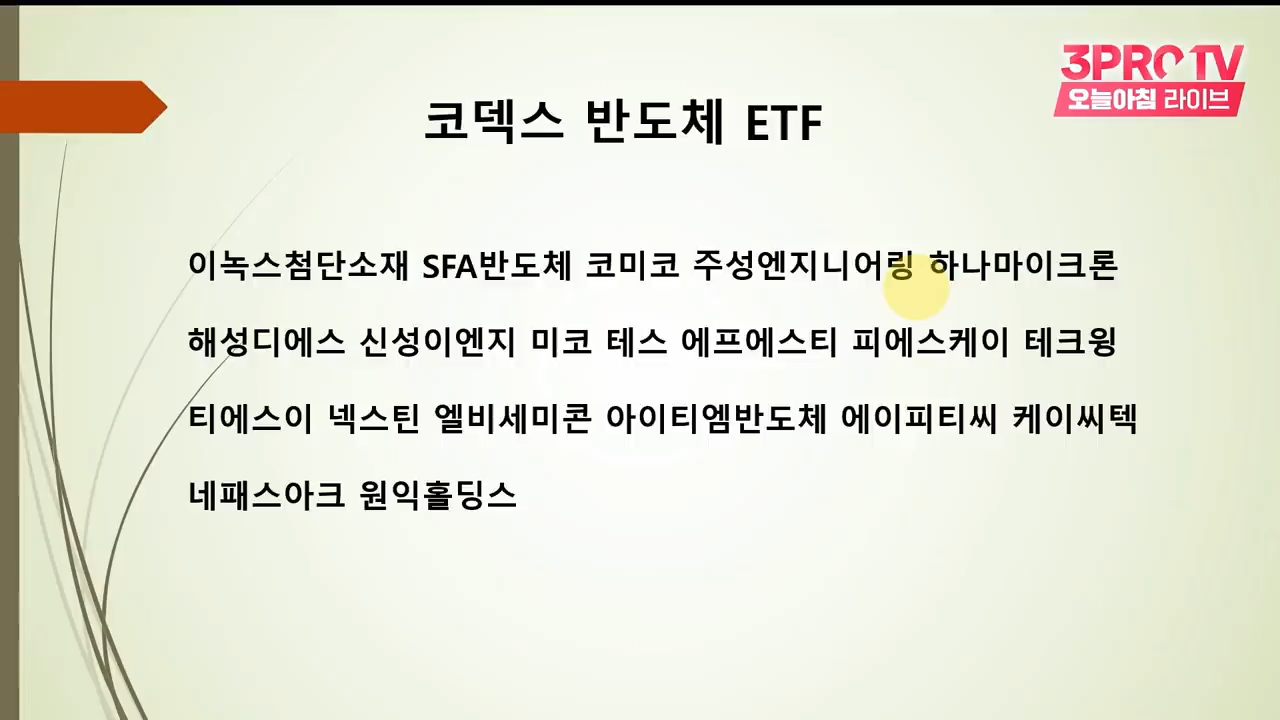 3PRO TV
오늘아침 라이브
코덱스 반도체 ETF
이녹스첨단소재 SFA반도체 코미코 주성엔지니어링 하나마이크론
해성디에스 신성이엔지 미코 테스 에프에스티 피에스케이 테크윙
티에스이 넥스틴 엘비세미콘 아이티엠반도체 에이피티씨 케이씨텍
네패스아크 원익홀딩스